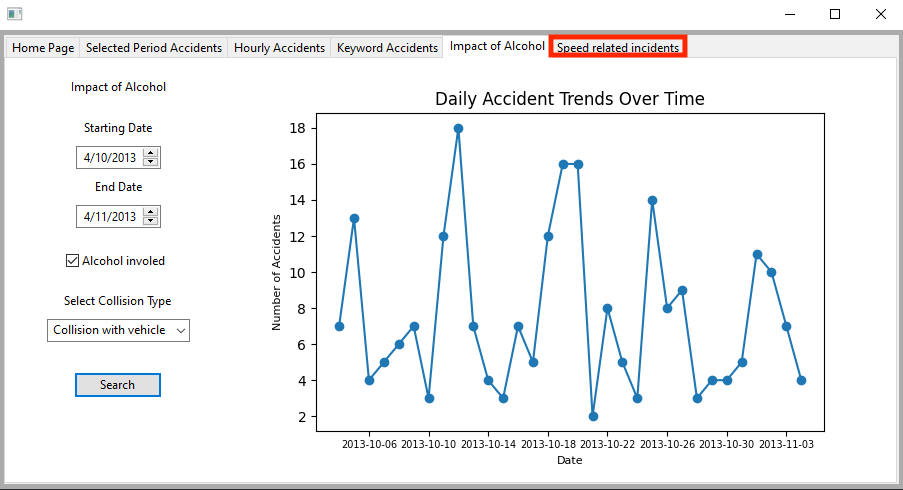 Home Page
Selected Period Accidents
Hourly Accidents
Keyword Accidents
Impact of Alcohol
Speed related incidents
Impact of Alcohol
Starting Date
4/10/2013
End Date
4/11/2013
Alcohol involed
Select Collision Type
Collision with vehicle
Search
Daily Accident Trends Over Time
Number of Accidents
18
16
14
12
10
8
6
4
2
2013-10-06
2013-10-10
2013-10-14
2013-10-18
2013-10-22
2013-10-26
2013-10-30
2013-11-03
Date